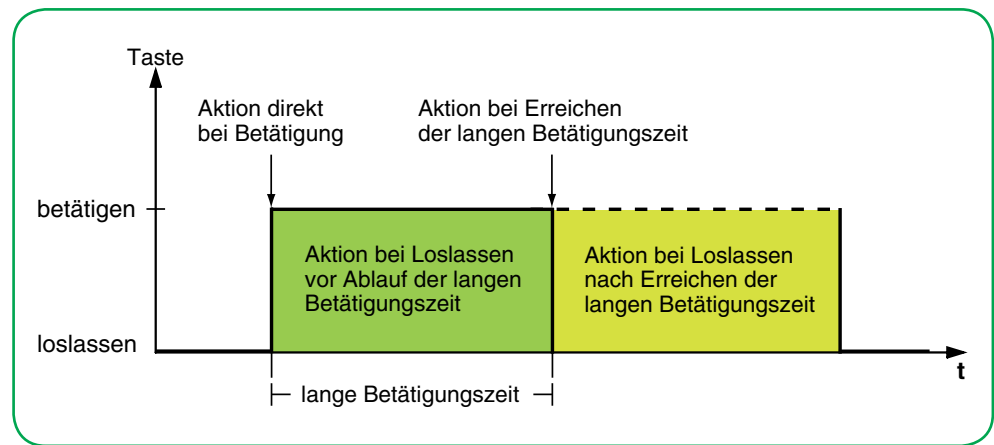 Taste
Aktion direkt
bei Betätigung
Aktion bei Erreichen
der langen Betätigungszeit
betätigen
Aktion bei Loslassen
vor Ablauf der langen
Betätigungszeit
Aktion bei Loslassen
nach Erreichen der
langen Betätigungszeit
loslassen
t
lange Betätigungszeit